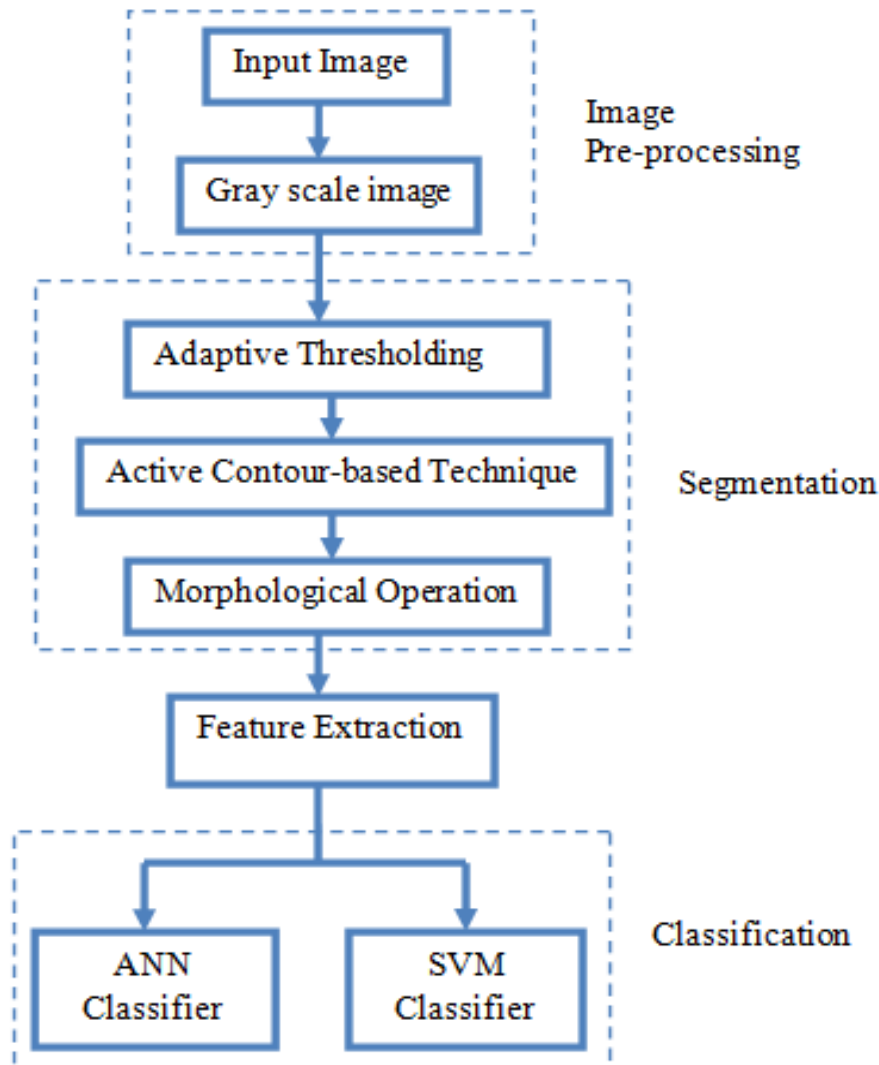 Input Image
Image
Pre-processing
Gray scale image
Adaptive Thresholding
Active Contour-based Technique
Segmentation
Morphological Operation
Feature Extraction
Classification
ANN
Classifier
SVM
Classifier